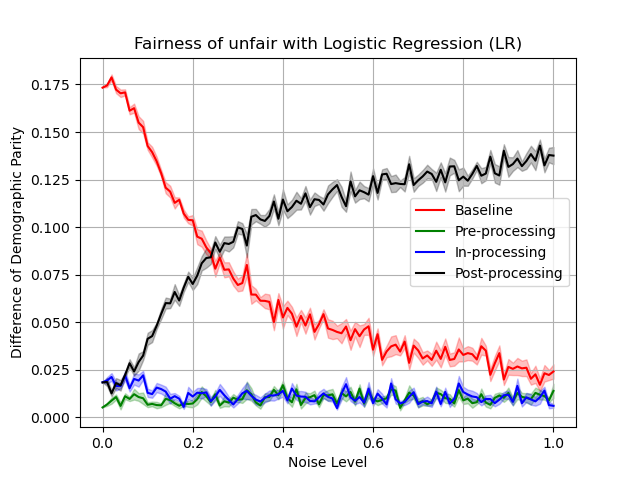 Fairness of unfair with Logistic Regression (LR)
0.175
0.150
0.125
0.100
0.075
0.050
0.025
0.000
Difference of Demographic Parity
Baseline
Pre-processing
In-processing
Post-processing
0.0 0.2 0.4 0.6 0.8 1.0
Noise Level